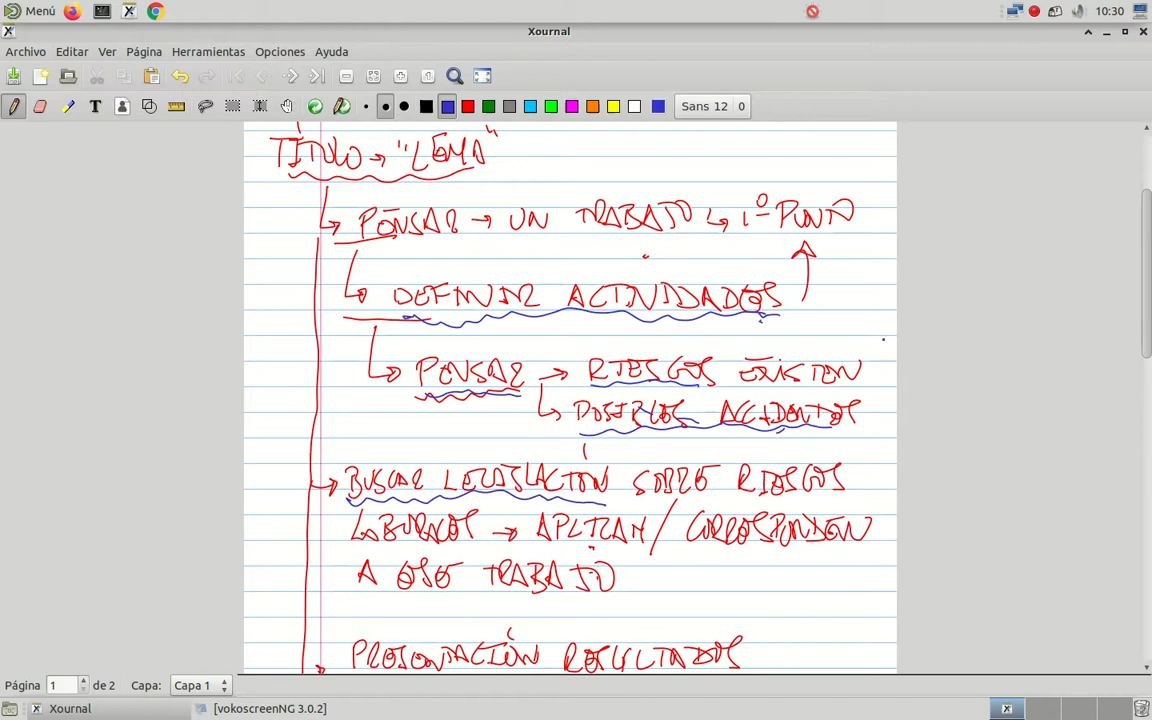 Menú 10:30
Xournal
Archivo Editar Ver Página Herramientas Opciones Ayuda
Sans 12 0
TÍTULO → "LEMA"
PENSAR → UN TRABAJO ↳ 1º PUNTO
DEFINIR ACTIVIDADES
PENSAR → RIESGOS EXISTEN
POSIBLES ACCIDENTES
BUSCAR LEGISLACION SOBRE RIESGOS
LABORALES → APLICAN / CORRESPONDEN
A ESE TRABAJO
PRESENTACIÓN RESULTADOS
Página 1 de 2 Capa: Capa 1
Xournal [vokoscreenNG 3.0.2]